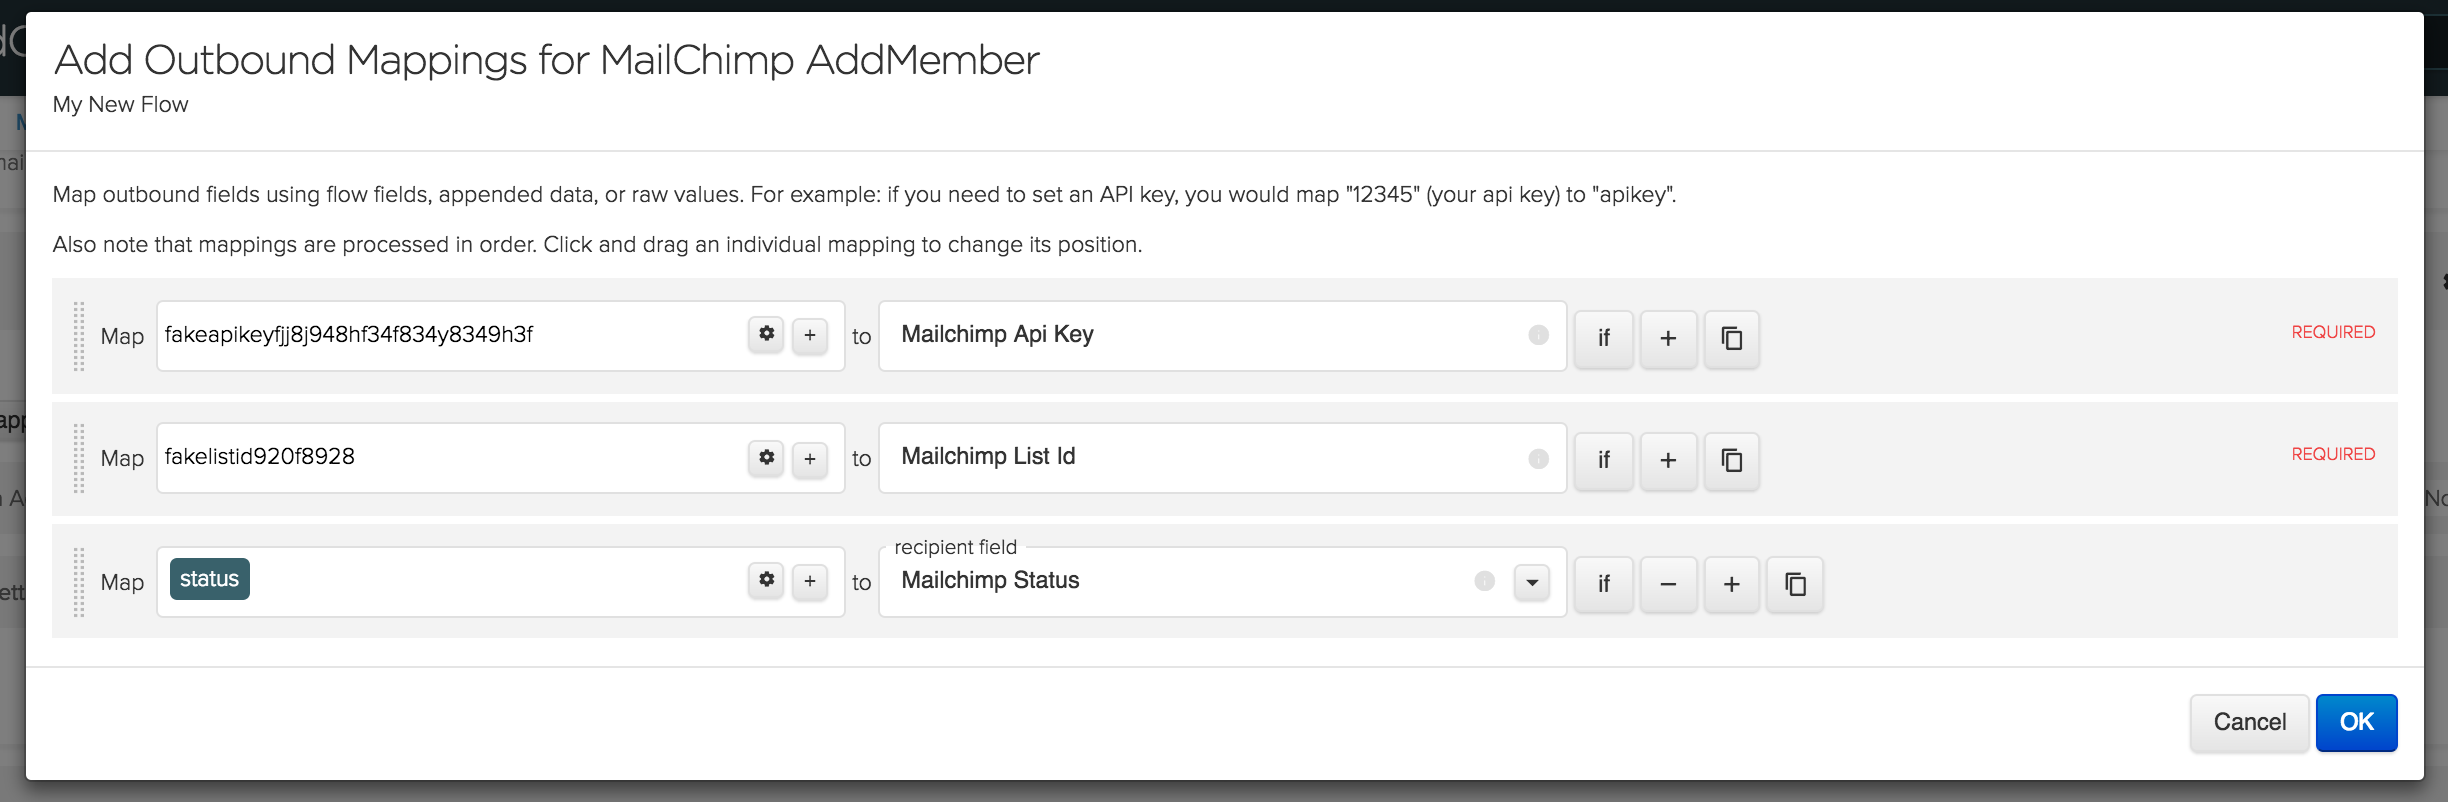 Add Outbound Mappings for MailChimp AddMember
My New Flow
Map outbound fields using flow fields, appended data, or raw values. For example: if you need to set an API key, you would map "12345" (your api key) to "apikey".
Also note that mappings are processed in order. Click and drag an individual mapping to change its position.
Map fakeapikeyfjj8j948hf34f834y8349h3f + to Mailchimp Api Key if + REQUIRED
Map fakelistid920f8928 + to Mailchimp List Id if + REQUIRED
recipient field
Map status + to Mailchimp Status if − +
Cancel OK